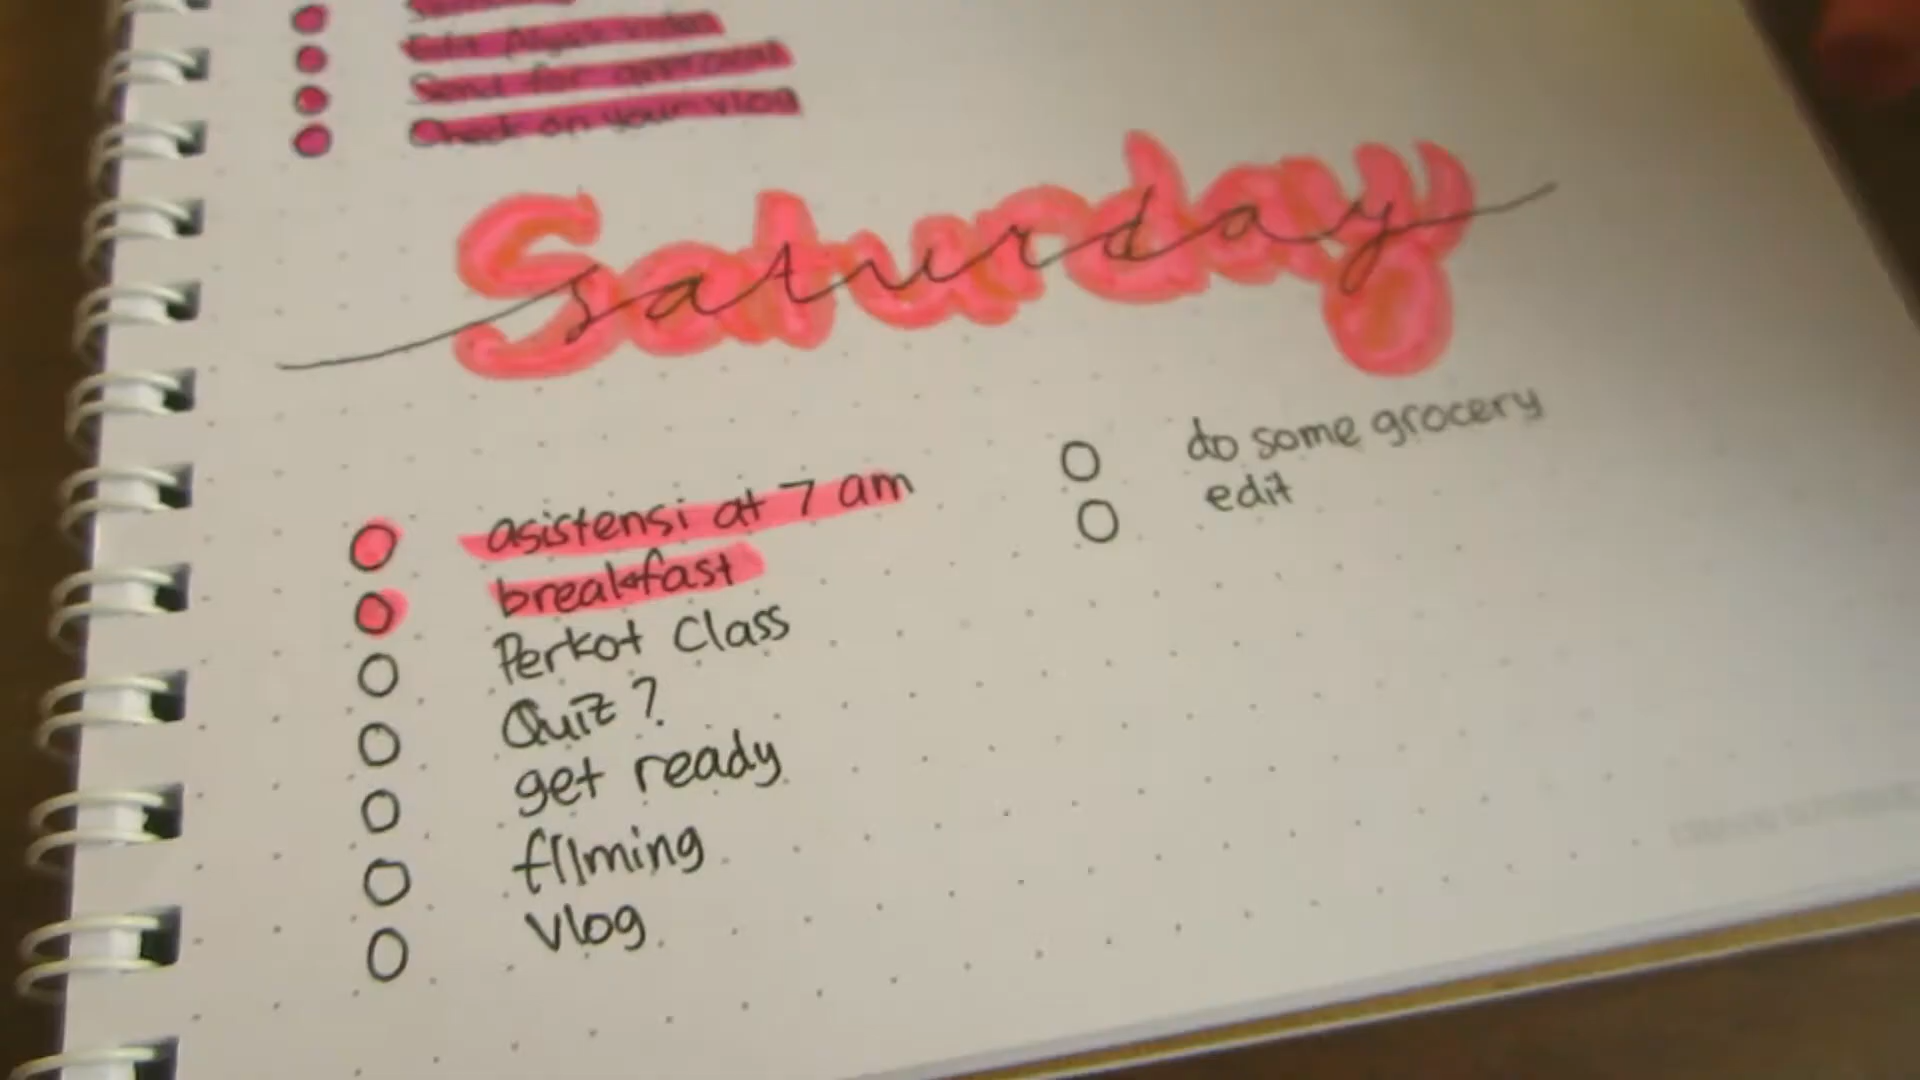 Send for approval
Check on your vlog
Saturday
saturday
asistensi at 7 am
breakfast
Perkot Class
Quiz ?
get ready
filming
Vlog
do some grocery
edit